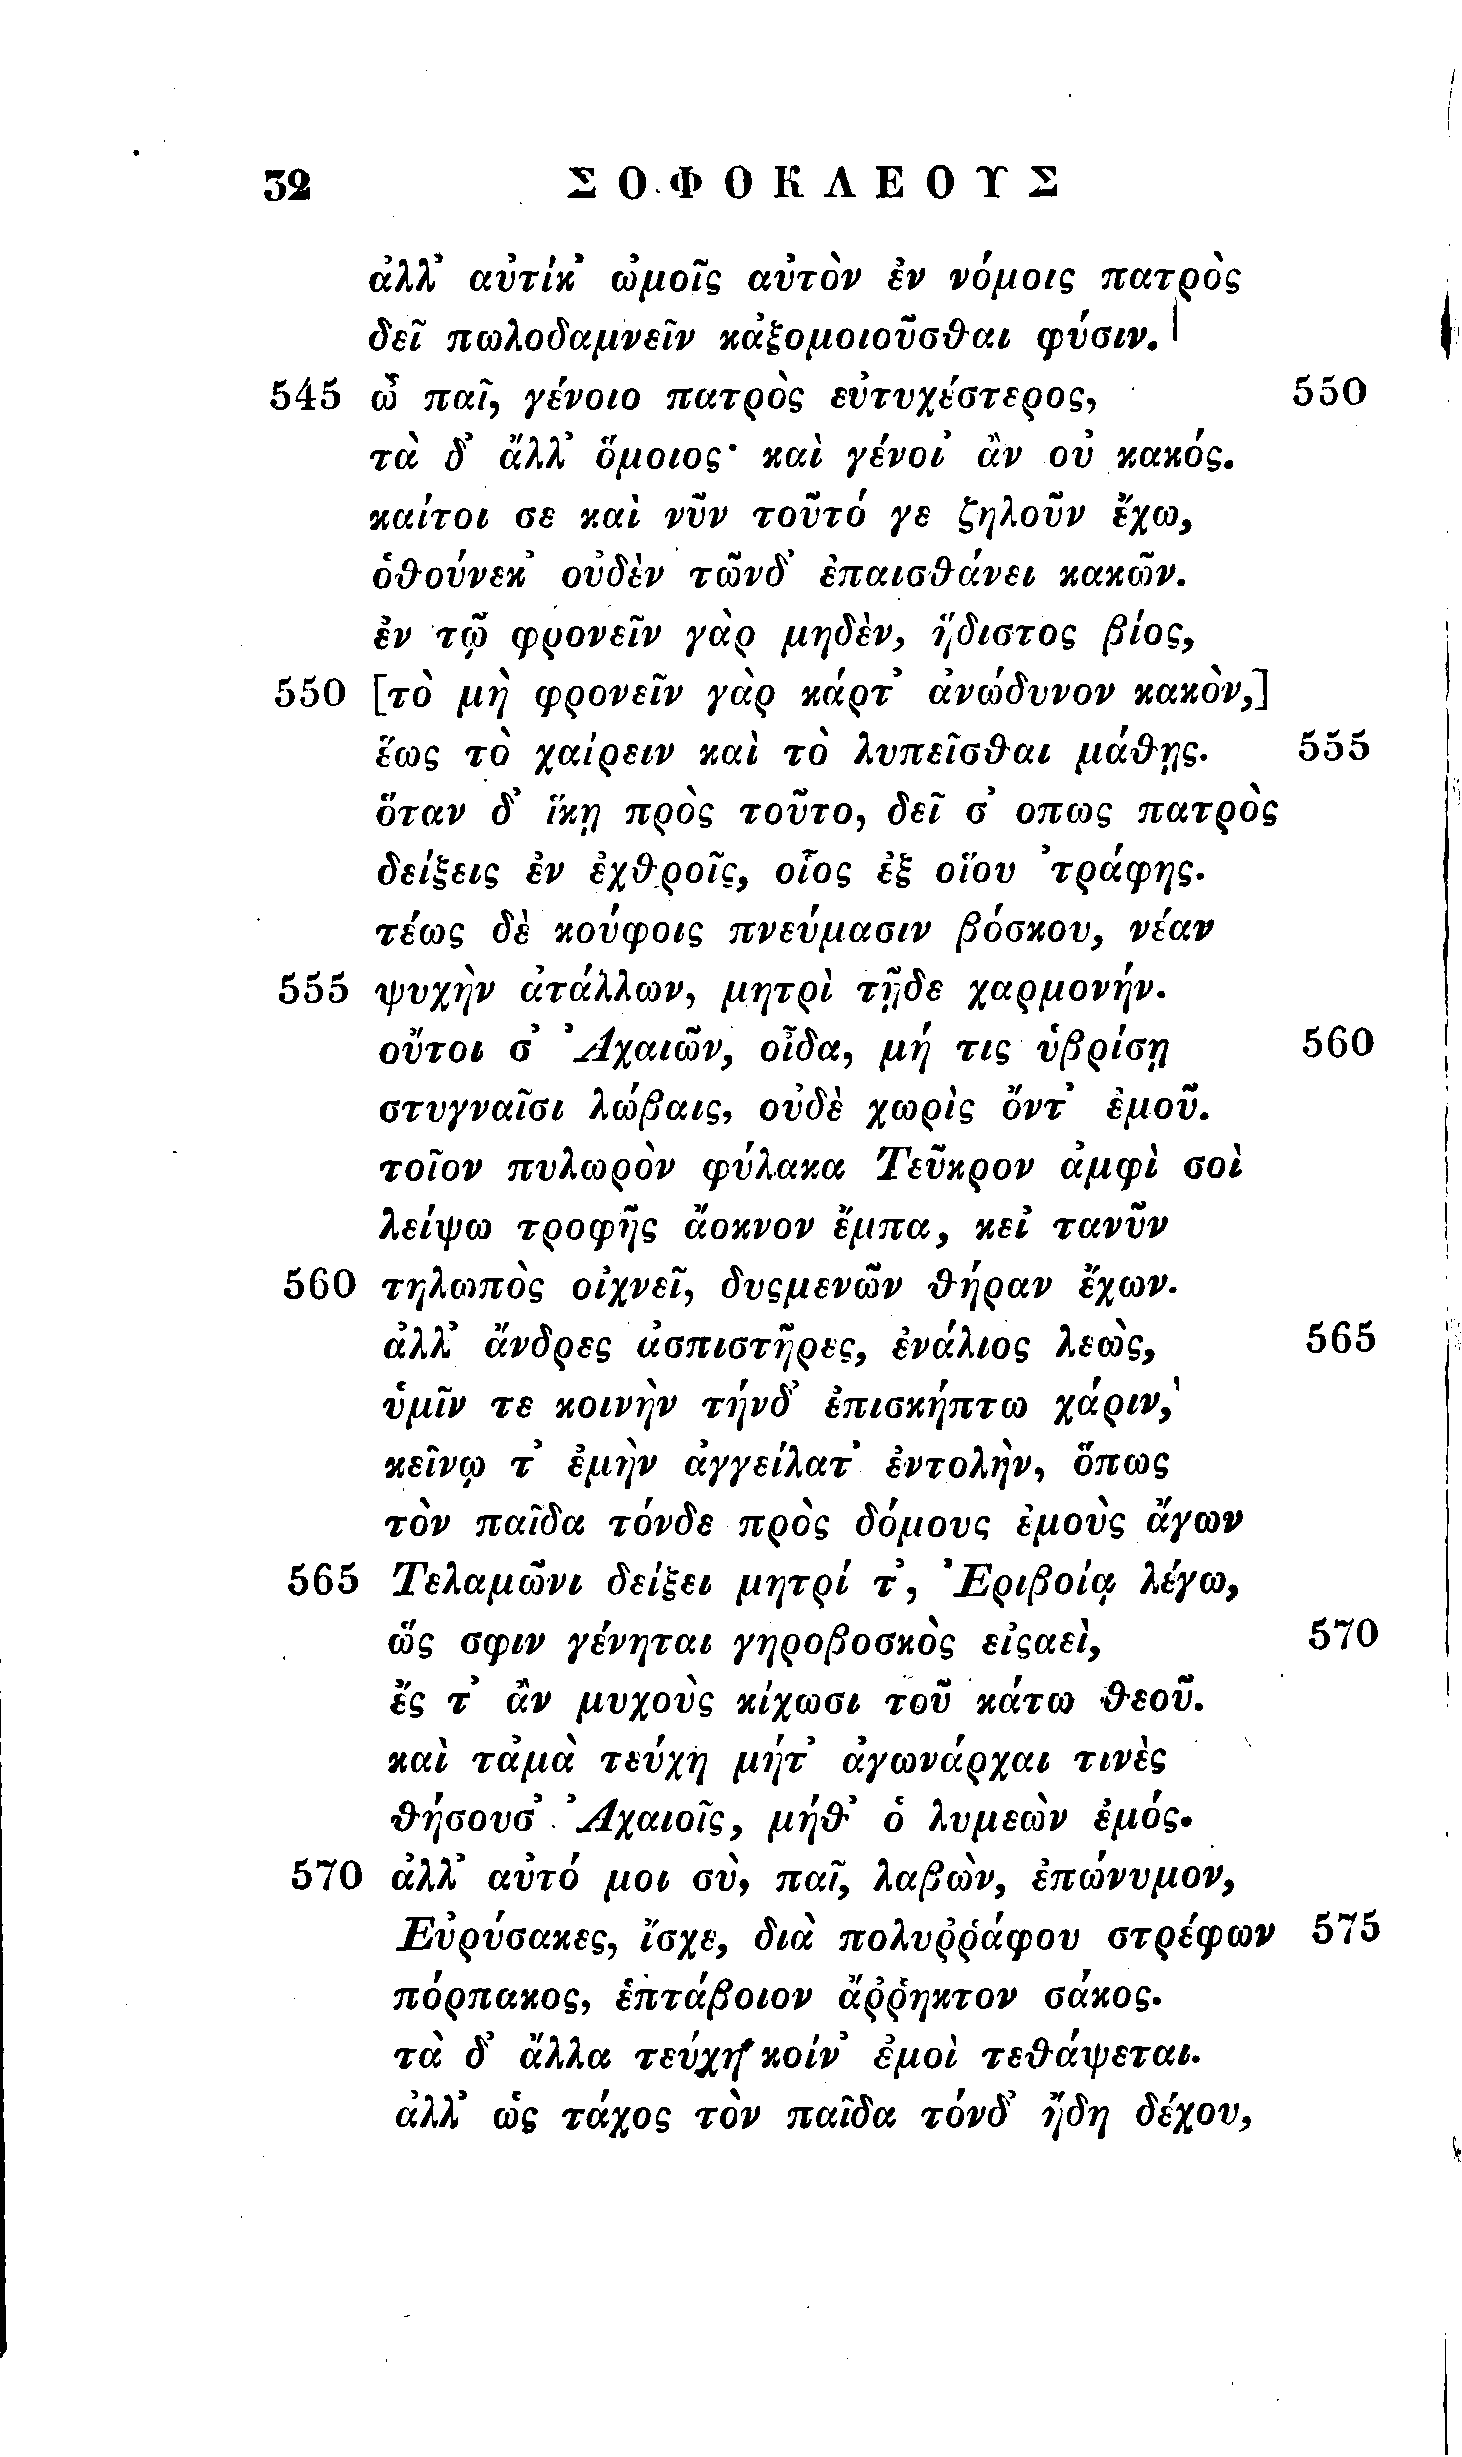 32 ΣΟΦΟΚΛΕΟΥΣ
ἀλλ' αὐτίκ' ὠμοῖς αὐτὸν ἐν νόμοις πατρὸς
δεῖ πωλοδαμνεῖν κἀξομοιοῦσθαι φύσιν.
545 ὦ παῖ, γένοιο πατρὸς εὐτυχέστερος, 550
τὰ δ' ἄλλ' ὅμοιος· καὶ γένοι' ἂν οὐ κακός.
καίτοι σε καὶ νῦν τοῦτό γε ζηλοῦν ἔχω,
ὁθούνεκ' οὐδὲν τῶνδ' ἐπαισθάνει κακῶν.
ἐν τῷ φρονεῖν γὰρ μηδὲν, ἥδιστος βίος,
550 [τὸ μὴ φρονεῖν γὰρ κάρτ' ἀνώδυνον κακὸν,]
ἕως τὸ χαίρειν καὶ τὸ λυπεῖσθαι μάθῃς. 555
ὅταν δ' ἵκῃ πρὸς τοῦτο, δεῖ σ' οπως πατρὸς
δείξεις ἐν ἐχθροῖς, οἷος ἐξ οἵου 'τράφης.
τέως δὲ κούφοις πνεύμασιν βόσκου, νέαν
555 ψυχὴν ἀτάλλων, μητρὶ τῇδε χαρμονήν.
οὔτοι σ' Ἀχαιῶν, οἶδα, μή τις ὑβρίσῃ 560
στυγναῖσι λώβαις, οὐδὲ χωρὶς ὄντ' ἐμοῦ.
τοῖον πυλωρὸν φύλακα Τεῦκρον ἀμφὶ σοὶ
λείψω τροφῆς ἄοκνον ἔμπα, κεἰ τανῦν
560 τηλωπὸς οἰχνεῖ, δυςμενῶν θήραν ἔχων.
ἀλλ' ἄνδρες ἀσπιστῆρες, ἐνάλιος λεὼς, 565
ὑμῖν τε κοινὴν τήνδ' ἐπισκήπτω χάριν,
κείνῳ τ' ἐμὴν ἀγγείλατ' ἐντολὴν, ὅπως
τὸν παῖδα τόνδε πρὸς δόμους ἐμοὺς ἄγων
565 Τελαμῶνι δείξει μητρί τ', Ἐριβοίᾳ λέγω,
ὥς σφιν γένηται γηροβοσκὸς εἰςαεὶ, 570
ἔς τ' ἂν μυχοὺς κίχωσι τοῦ κάτω θεοῦ.
καὶ τἀμὰ τεύχη μήτ' ἀγωνάρχαι τινὲς
θήσουσ' Ἀχαιοῖς, μήθ' ὁ λυμεὼν ἐμός.
570 ἀλλ' αὐτό μοι σὺ, παῖ, λαβὼν, ἐπώνυμον,
Εὐρύσακες, ἴσχε, διὰ πολυῤῥάφου στρέφων 575
πόρπακος, ἑπτάβοιον ἄῤῥηκτον σάκος.
τὰ δ' ἄλλα τεύχη κοίν' ἐμοὶ τεθάψεται.
ἀλλ' ὡς τάχος τὸν παῖδα τόνδ' ἤδη δέχου,